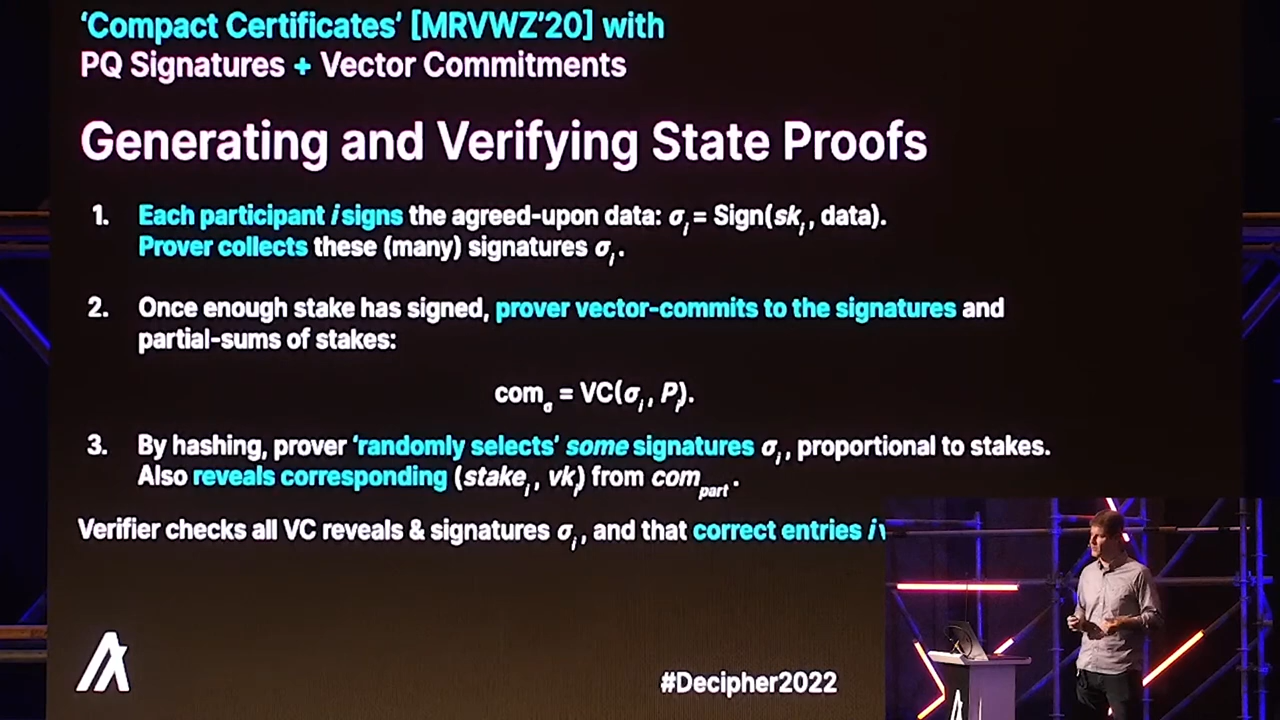 ‘Compact Certificates’ [MRVWZ’20] with
PQ Signatures + Vector Commitments
Generating and Verifying State Proofs
1. Each participant i signs the agreed-upon data: σᵢ = Sign(skᵢ, data).
Prover collects these (many) signatures σᵢ.
2. Once enough stake has signed, prover vector-commits to the signatures and
partial-sums of stakes:
com_σ = VC(σᵢ, Pᵢ).
3. By hashing, prover ‘randomly selects’ some signatures σᵢ, proportional to stakes.
Also reveals corresponding (stakeᵢ, vkᵢ) from com_part.
Verifier checks all VC reveals & signatures σᵢ, and that correct entries i
#Decipher2022